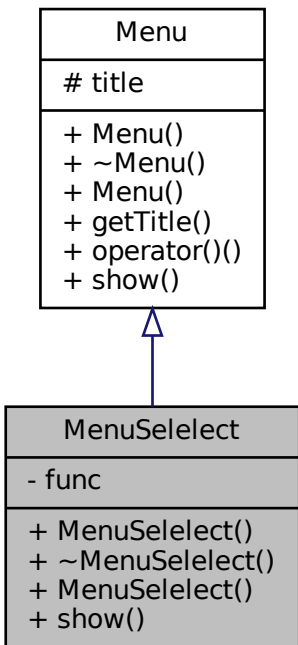 Menu
# title
+ Menu()
+ ~Menu()
+ Menu()
+ getTitle()
+ operator()()
+ show()
MenuSelelect
- func
+ MenuSelelect()
+ ~MenuSelelect()
+ MenuSelelect()
+ show()